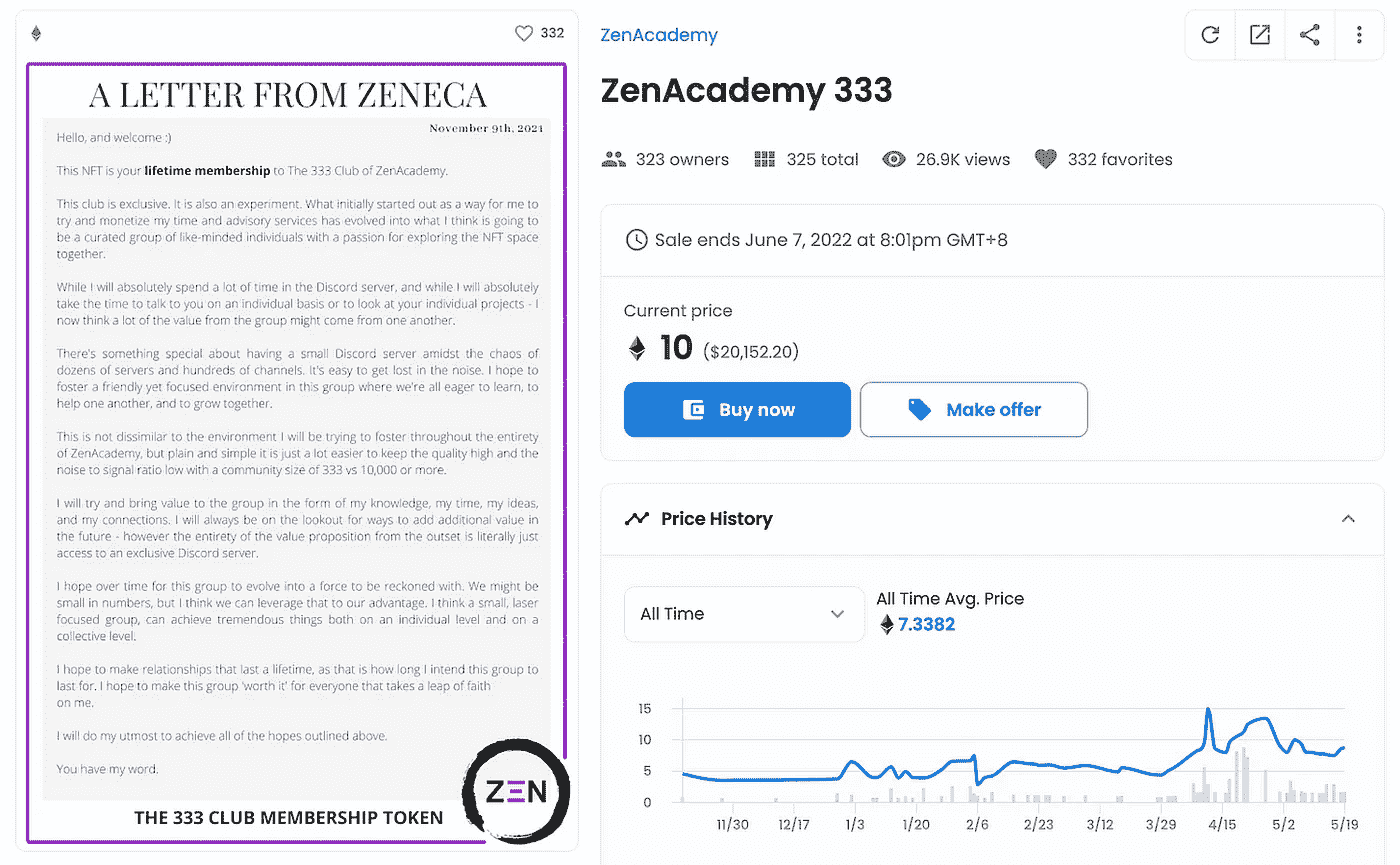 332
A LETTER FROM ZENECA
November 9th, 2021
Hello, and welcome :)
This NFT is your lifetime membership to The 333 Club of ZenAcademy.
This club is exclusive. It is also an experiment. What initially started out as a way for me to
try and monetize my time and advisory services has evolved into what I think is going to
be a curated group of like-minded individuals with a passion for exploring the NFT space
together.
While I will absolutely spend a lot of time in the Discord server, and while I will absolutely
take the time to talk to you on an individual basis or to look at your individual projects - I
now think a lot of the value from the group might come from one another.
There's something special about having a small Discord server amidst the chaos of
dozens of servers and hundreds of channels. It's easy to get lost in the noise. I hope to
foster a friendly yet focused environment in this group where we're all eager to learn, to
help one another, and to grow together.
This is not dissimilar to the environment I will be trying to foster throughout the entirety
of ZenAcademy, but plain and simple it is just a lot easier to keep the quality high and the
noise to signal ratio low with a community size of 333 vs 10,000 or more.
I will try and bring value to the group in the form of my knowledge, my time, my ideas,
and my connections. I will always be on the lookout for ways to add additional value in
the future - however the entirety of the value proposition from the outset is literally just
access to an exclusive Discord server.
I hope over time for this group to evolve into a force to be reckoned with. We might be
small in numbers, but I think we can leverage that to our advantage. I think a small, laser
focused group, can achieve tremendous things both on an individual level and on a
collective level.
I hope to make relationships that last a lifetime, as that is how long I intend this group to
last for. I hope to make this group 'worth it' for everyone that takes a leap of faith
on me.
I will do my utmost to achieve all of the hopes outlined above.
You have my word.
ZEN
THE 333 CLUB MEMBERSHIP TOKEN
ZenAcademy
ZenAcademy 333
323 owners 325 total 26.9K views 332 favorites
Sale ends June 7, 2022 at 8:01pm GMT+8
Current price
10 ($20,152.20)
Buy now Make offer
Price History
All Time
All Time Avg. Price
7.3382
15
10
5
0
11/30 12/17 1/3 1/20 2/6 2/23 3/12 3/29 4/15 5/2 5/19